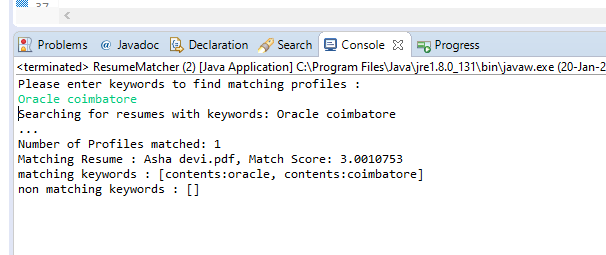 37
Problems @ Javadoc Declaration Search Console Progress
<terminated> ResumeMatcher (2) [Java Application] C:\Program Files\Java\jre1.8.0_131\bin\javaw.exe (20-Jan-2
Please enter keywords to find matching profiles :
Oracle coimbatore
Searching for resumes with keywords: Oracle coimbatore
...
Number of Profiles matched: 1
Matching Resume : Asha devi.pdf, Match Score: 3.0010753
matching keywords : [contents:oracle, contents:coimbatore]
non matching keywords : []